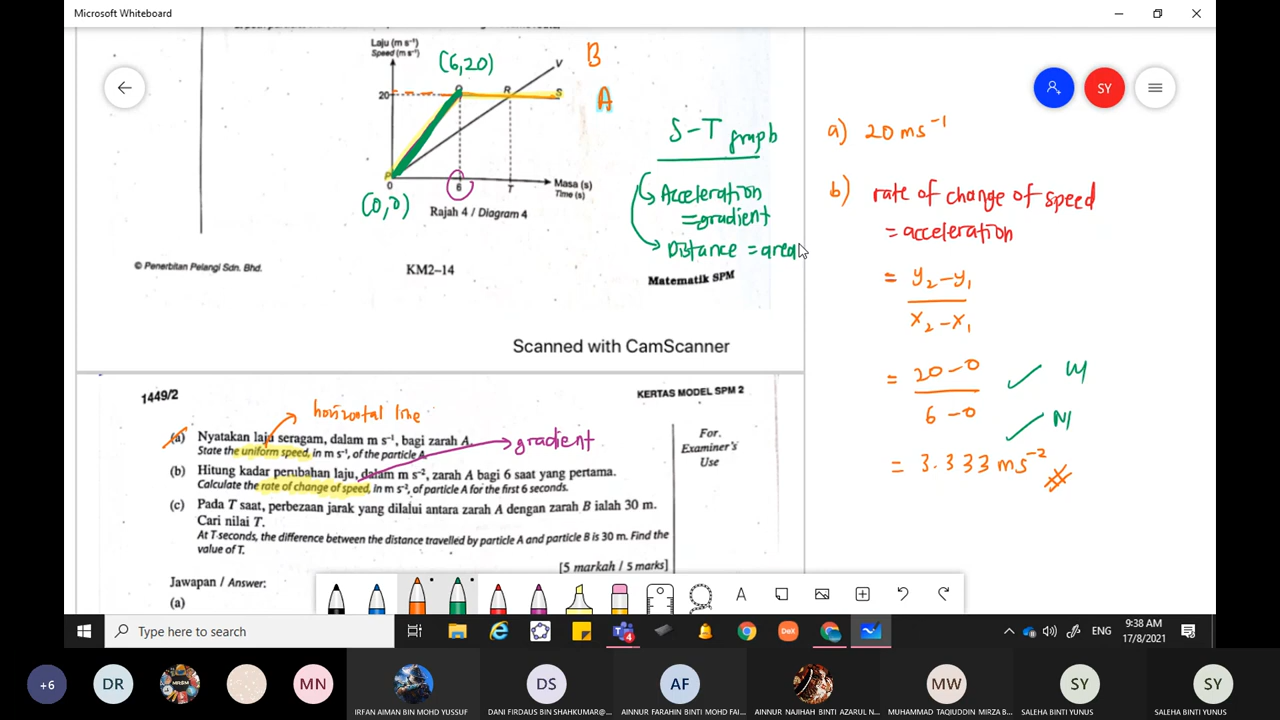 Microsoft Whiteboard
Laju (m s⁻¹)
Speed (m s⁻¹)
(6,20)
B
V
20
Q
R
S
A
P
0
6
T
Masa (s)
Time (s)
(0,0)
Rajah 4 / Diagram 4
S-T graph
Acceleration
=gradient
Distance = area
© Penerbitan Pelangi Sdn. Bhd.
KM2–14
Matematik SPM
Scanned with CamScanner
a) 20 ms⁻¹
b) rate of change of speed
= acceleration
= y₂-y₁
x₂-x₁
= 20-0
6-0
= 3.333 ms⁻²
SY
1449/2
KERTAS MODEL SPM 2
horizontal line
gradient
(a) Nyatakan laju seragam, dalam m s⁻¹, bagi zarah A.
State the uniform speed, in m s⁻¹, of the particle A.
(b) Hitung kadar perubahan laju, dalam m s⁻², zarah A bagi 6 saat yang pertama.
Calculate the rate of change of speed, in m s⁻², of particle A for the first 6 seconds.
(c) Pada T saat, perbezaan jarak yang dilalui antara zarah A dengan zarah B ialah 30 m.
Cari nilai T.
At T seconds, the difference between the distance travelled by particle A and particle B is 30 m. Find the
value of T.
[5 markah / 5 marks]
Jawapan / Answer:
(a)
For
Examiner's
Use
A
Type here to search
DeX
ENG
9:38 AM
17/8/2021
+6
DR
MN
DS
AF
MW
SY
SY
IRFAN AIMAN BIN MOHD YUSSUF
DANI FIRDAUS BIN SHAHKUMAR@...
AINNUR FARAHIN BINTI MOHD FAI...
AINNUR NAJIHAH BINTI AZARUL N...
MUHAMMAD TAQIUDDIN MIRZA B...
SALEHA BINTI YUNUS
SALEHA BINTI YUNUS